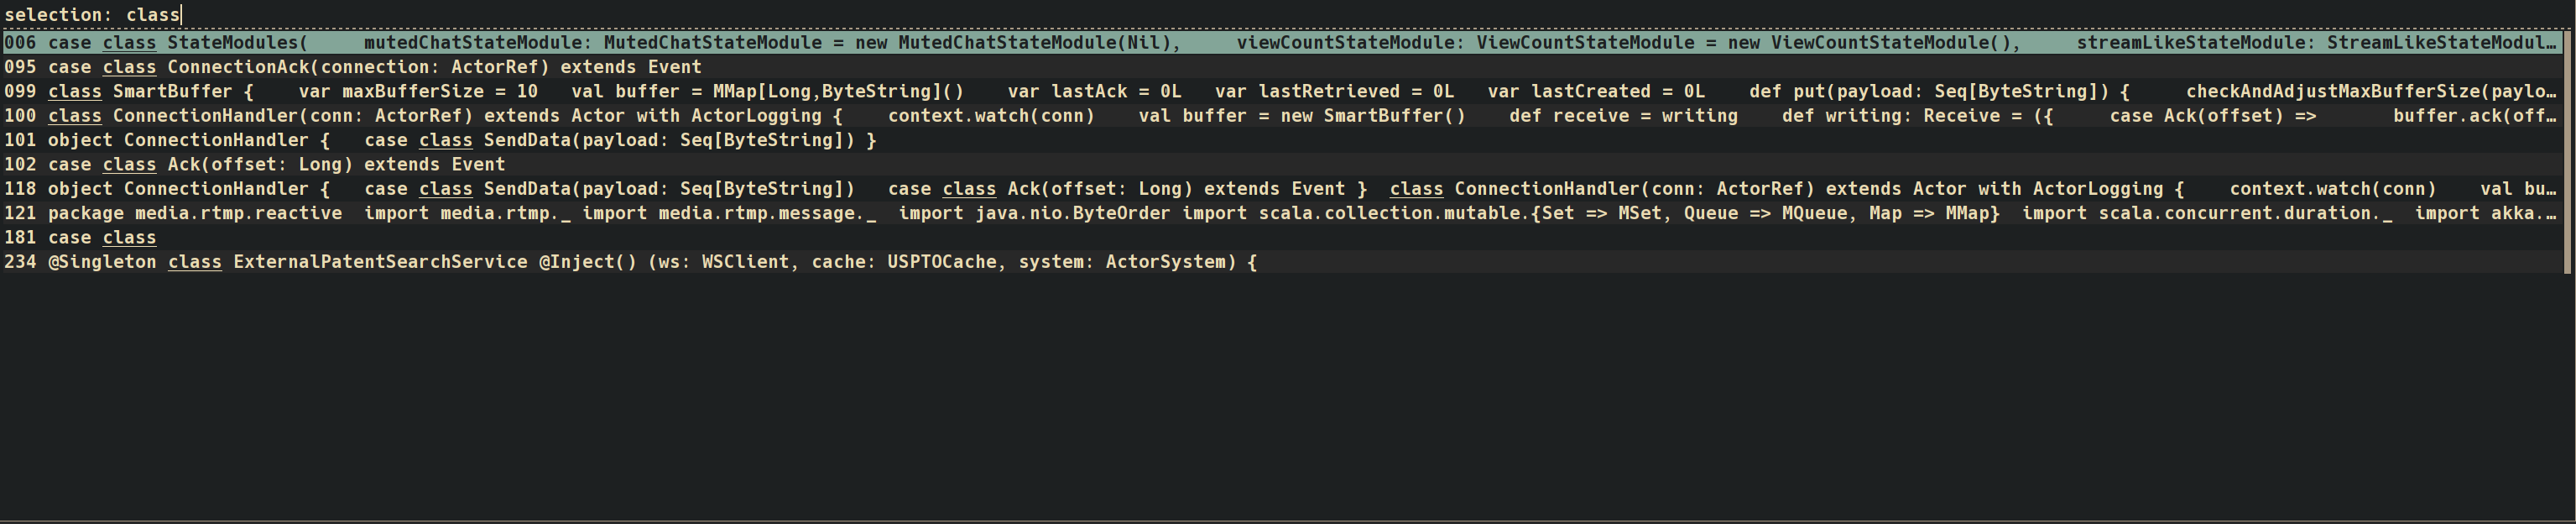 selection: class
006 case class StateModules(     mutedChatStateModule: MutedChatStateModule = new MutedChatStateModule(Nil),     viewCountStateModule: ViewCountStateModule = new ViewCountStateModule(),     streamLikeStateModule: StreamLikeStateModul…
095 case class ConnectionAck(connection: ActorRef) extends Event
099 class SmartBuffer {    var maxBufferSize = 10   val buffer = MMap[Long,ByteString]()    var lastAck = 0L   var lastRetrieved = 0L   var lastCreated = 0L    def put(payload: Seq[ByteString]) {     checkAndAdjustMaxBufferSize(paylo…
100 class ConnectionHandler(conn: ActorRef) extends Actor with ActorLogging {    context.watch(conn)    val buffer = new SmartBuffer()    def receive = writing    def writing: Receive = ({     case Ack(offset) =>       buffer.ack(off…
101 object ConnectionHandler {   case class SendData(payload: Seq[ByteString]) }
102 case class Ack(offset: Long) extends Event
118 object ConnectionHandler {   case class SendData(payload: Seq[ByteString])   case class Ack(offset: Long) extends Event }  class ConnectionHandler(conn: ActorRef) extends Actor with ActorLogging {    context.watch(conn)    val bu…
121 package media.rtmp.reactive  import media.rtmp._ import media.rtmp.message._  import java.nio.ByteOrder import scala.collection.mutable.{Set => MSet, Queue => MQueue, Map => MMap}  import scala.concurrent.duration._  import akka.…
181 case class
234 @Singleton class ExternalPatentSearchService @Inject() (ws: WSClient, cache: USPTOCache, system: ActorSystem) {